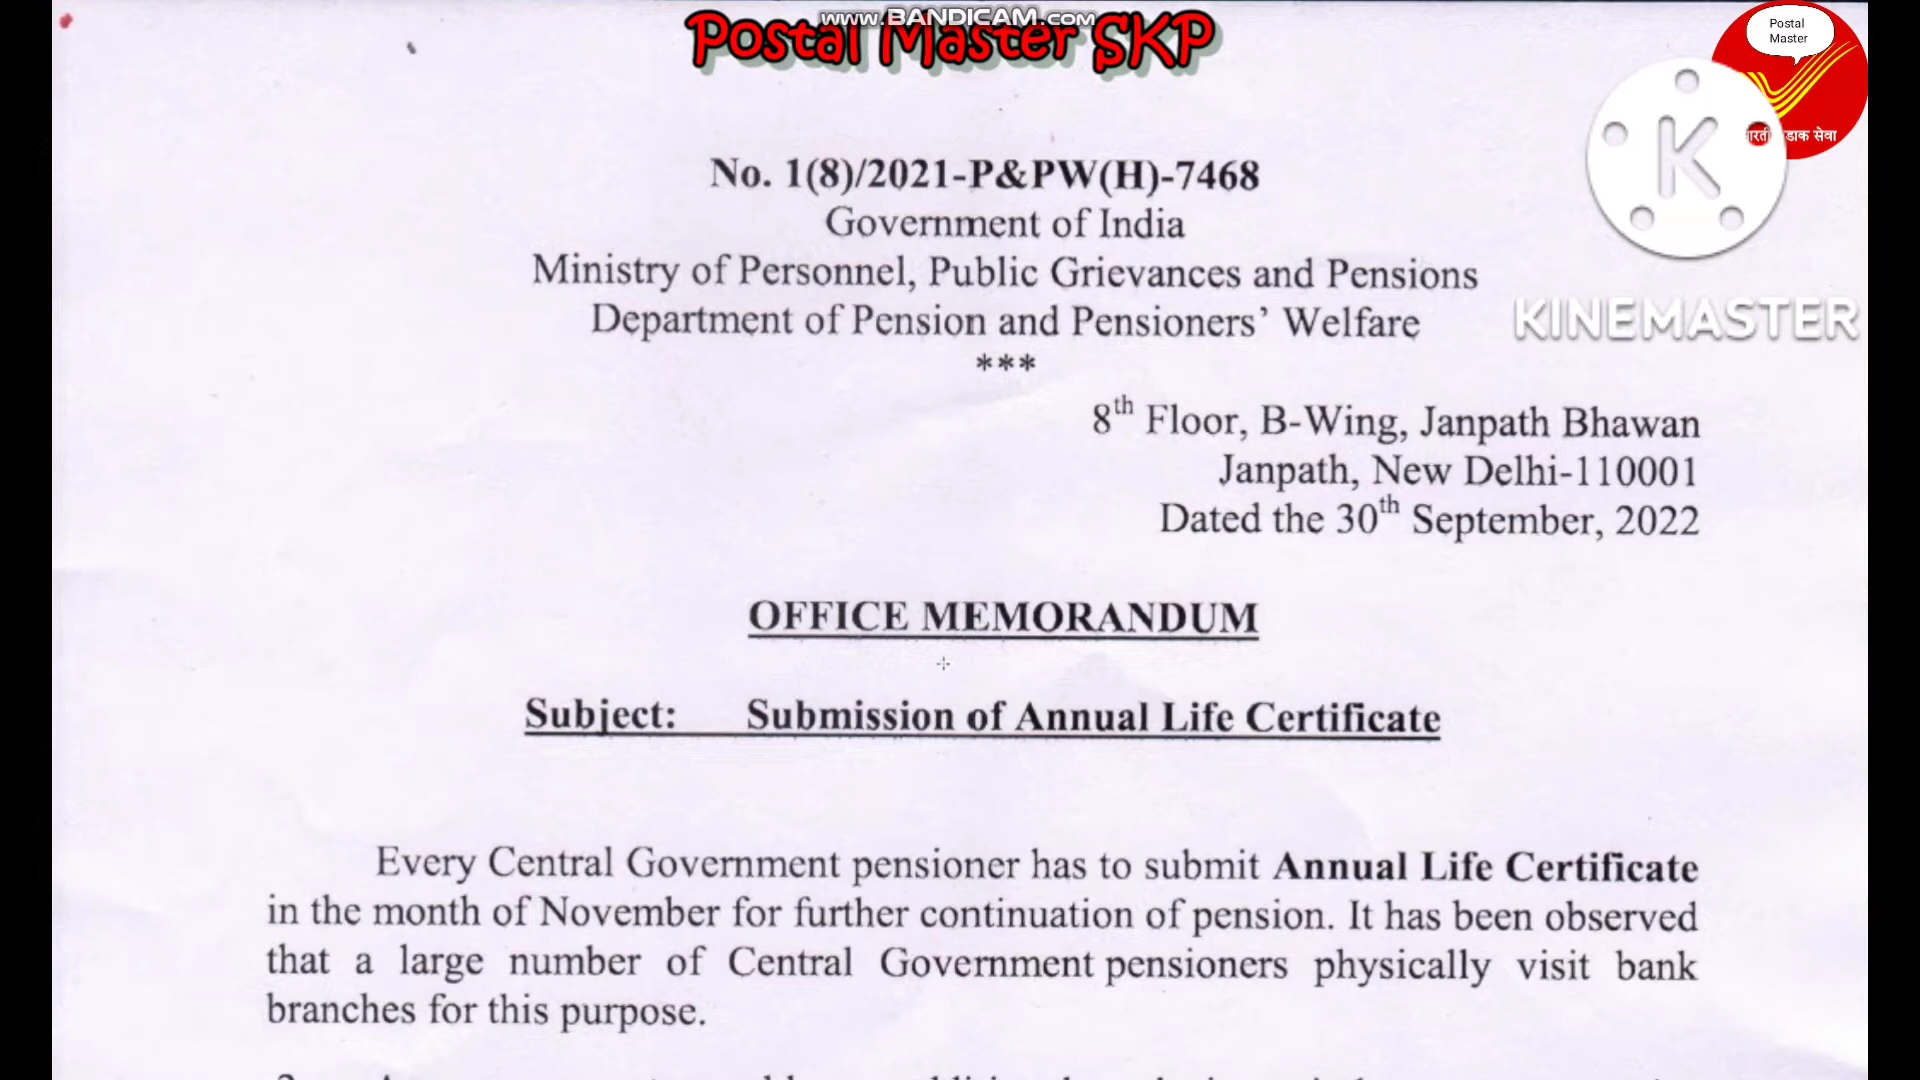 www.BANDICAM.com
Postal Master SKP
Postal
Master
डाक सेवा
K
KINEMASTER
No. 1(8)/2021-P&PW(H)-7468
Government of India
Ministry of Personnel, Public Grievances and Pensions
Department of Pension and Pensioners’ Welfare
***
8th Floor, B-Wing, Janpath Bhawan
Janpath, New Delhi-110001
Dated the 30th September, 2022
OFFICE MEMORANDUM
Subject: Submission of Annual Life Certificate
Every Central Government pensioner has to submit Annual Life Certificate
in the month of November for further continuation of pension. It has been observed
that a large number of Central Government pensioners physically visit bank
branches for this purpose.